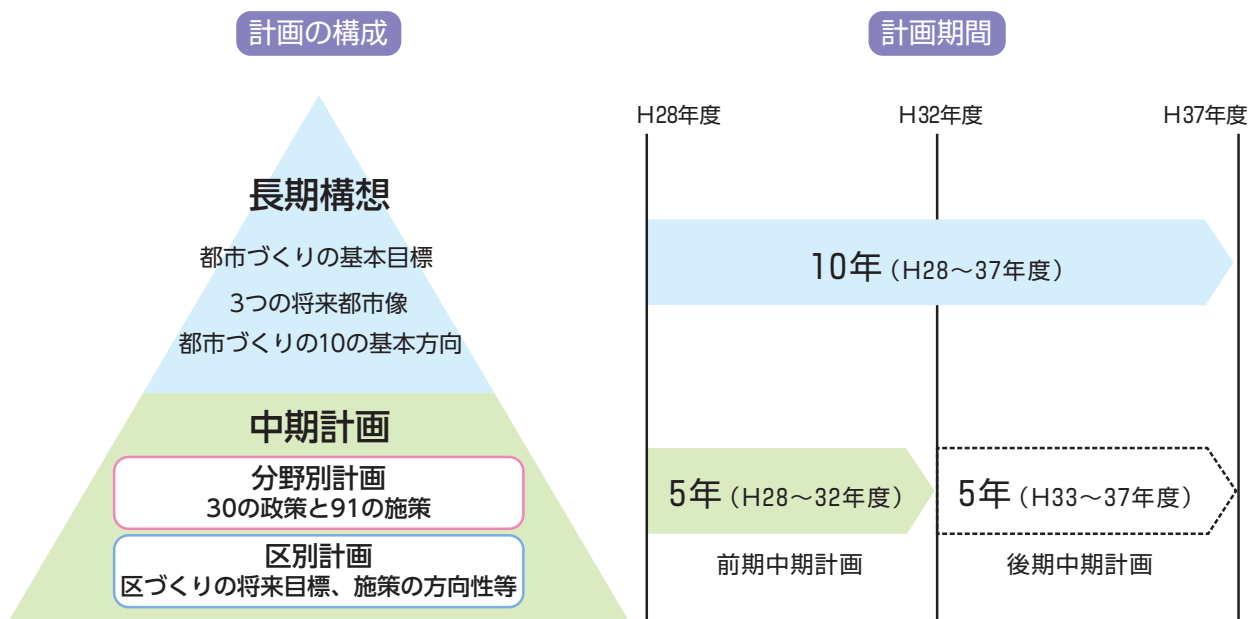 計画の構成
長期構想
都市づくりの基本目標
3つの将来都市像
都市づくりの10の基本方向
中期計画
分野別計画
30の政策と91の施策
区別計画
区づくりの将来目標、施策の方向性等
計画期間
H28年度
H32年度
H37年度
10年（H28～37年度）
5年（H28～32年度）
5年（H33～37年度）
前期中期計画
後期中期計画